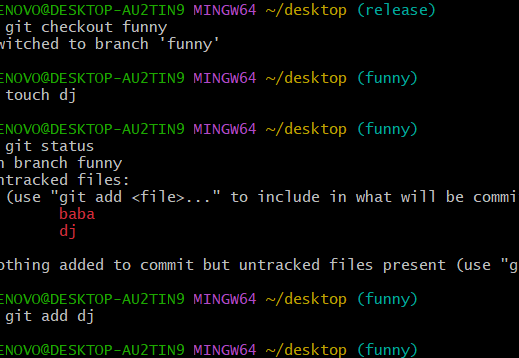 ENOVO@DESKTOP-AU2TIN9 MINGW64 ~/desktop (release)
git checkout funny
witched to branch 'funny'
ENOVO@DESKTOP-AU2TIN9 MINGW64 ~/desktop (funny)
touch dj
ENOVO@DESKTOP-AU2TIN9 MINGW64 ~/desktop (funny)
git status
n branch funny
ntracked files:
(use "git add <file>..." to include in what will be commi
baba
dj
othing added to commit but untracked files present (use "g
ENOVO@DESKTOP-AU2TIN9 MINGW64 ~/desktop (funny)
git add dj
ENOVO@DESKTOP-AU2TIN9 MINGW64 ~/desktop (funny)